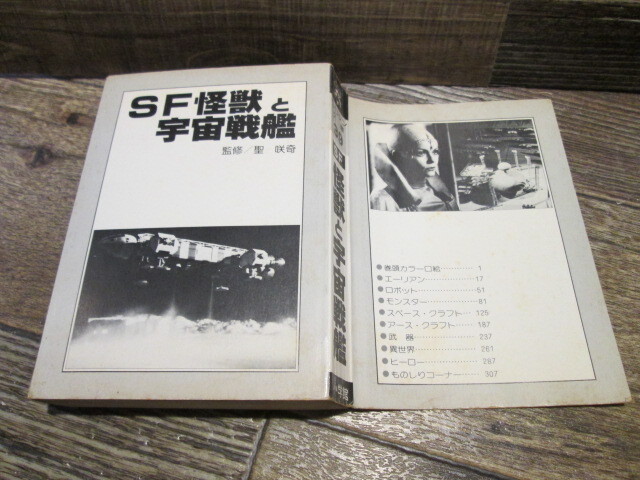 SF怪獣と
宇宙戦艦
監修/聖 咲奇
怪獣と宇宙戦艦
学館
●巻頭カラー口絵…………1
●エーリアン…………17
●ロボット…………51
●モンスター…………81
●スペース・クラフト…125
●アース・クラフト……187
●武 器…………237
●異世界…………261
●ヒーロー…………287
●ものしりコーナー………307